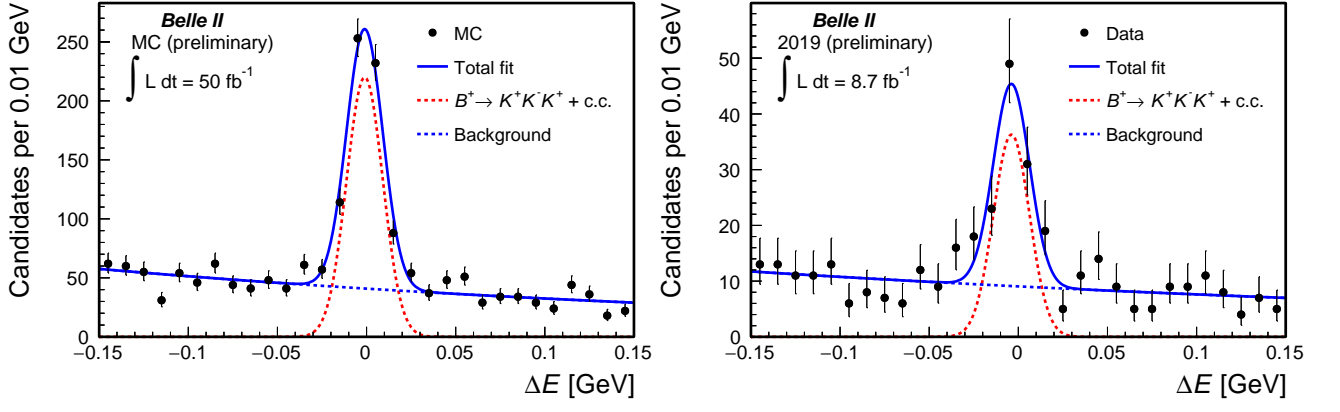 Belle II
MC (preliminary)
∫ L dt = 50 fb⁻¹
MC
Total fit
B⁺→ K⁺K⁻K⁺ + c.c.
Background
Candidates per 0.01 GeV
250
200
150
100
50
0
−0.15 −0.1 −0.05 0 0.05 0.1 0.15
ΔE [GeV]
Belle II
2019 (preliminary)
∫ L dt = 8.7 fb⁻¹
Data
Total fit
B⁺→ K⁺K⁻K⁺ + c.c.
Background
Candidates per 0.01 GeV
50
40
30
20
10
0
−0.15 −0.1 −0.05 0 0.05 0.1 0.15
ΔE [GeV]